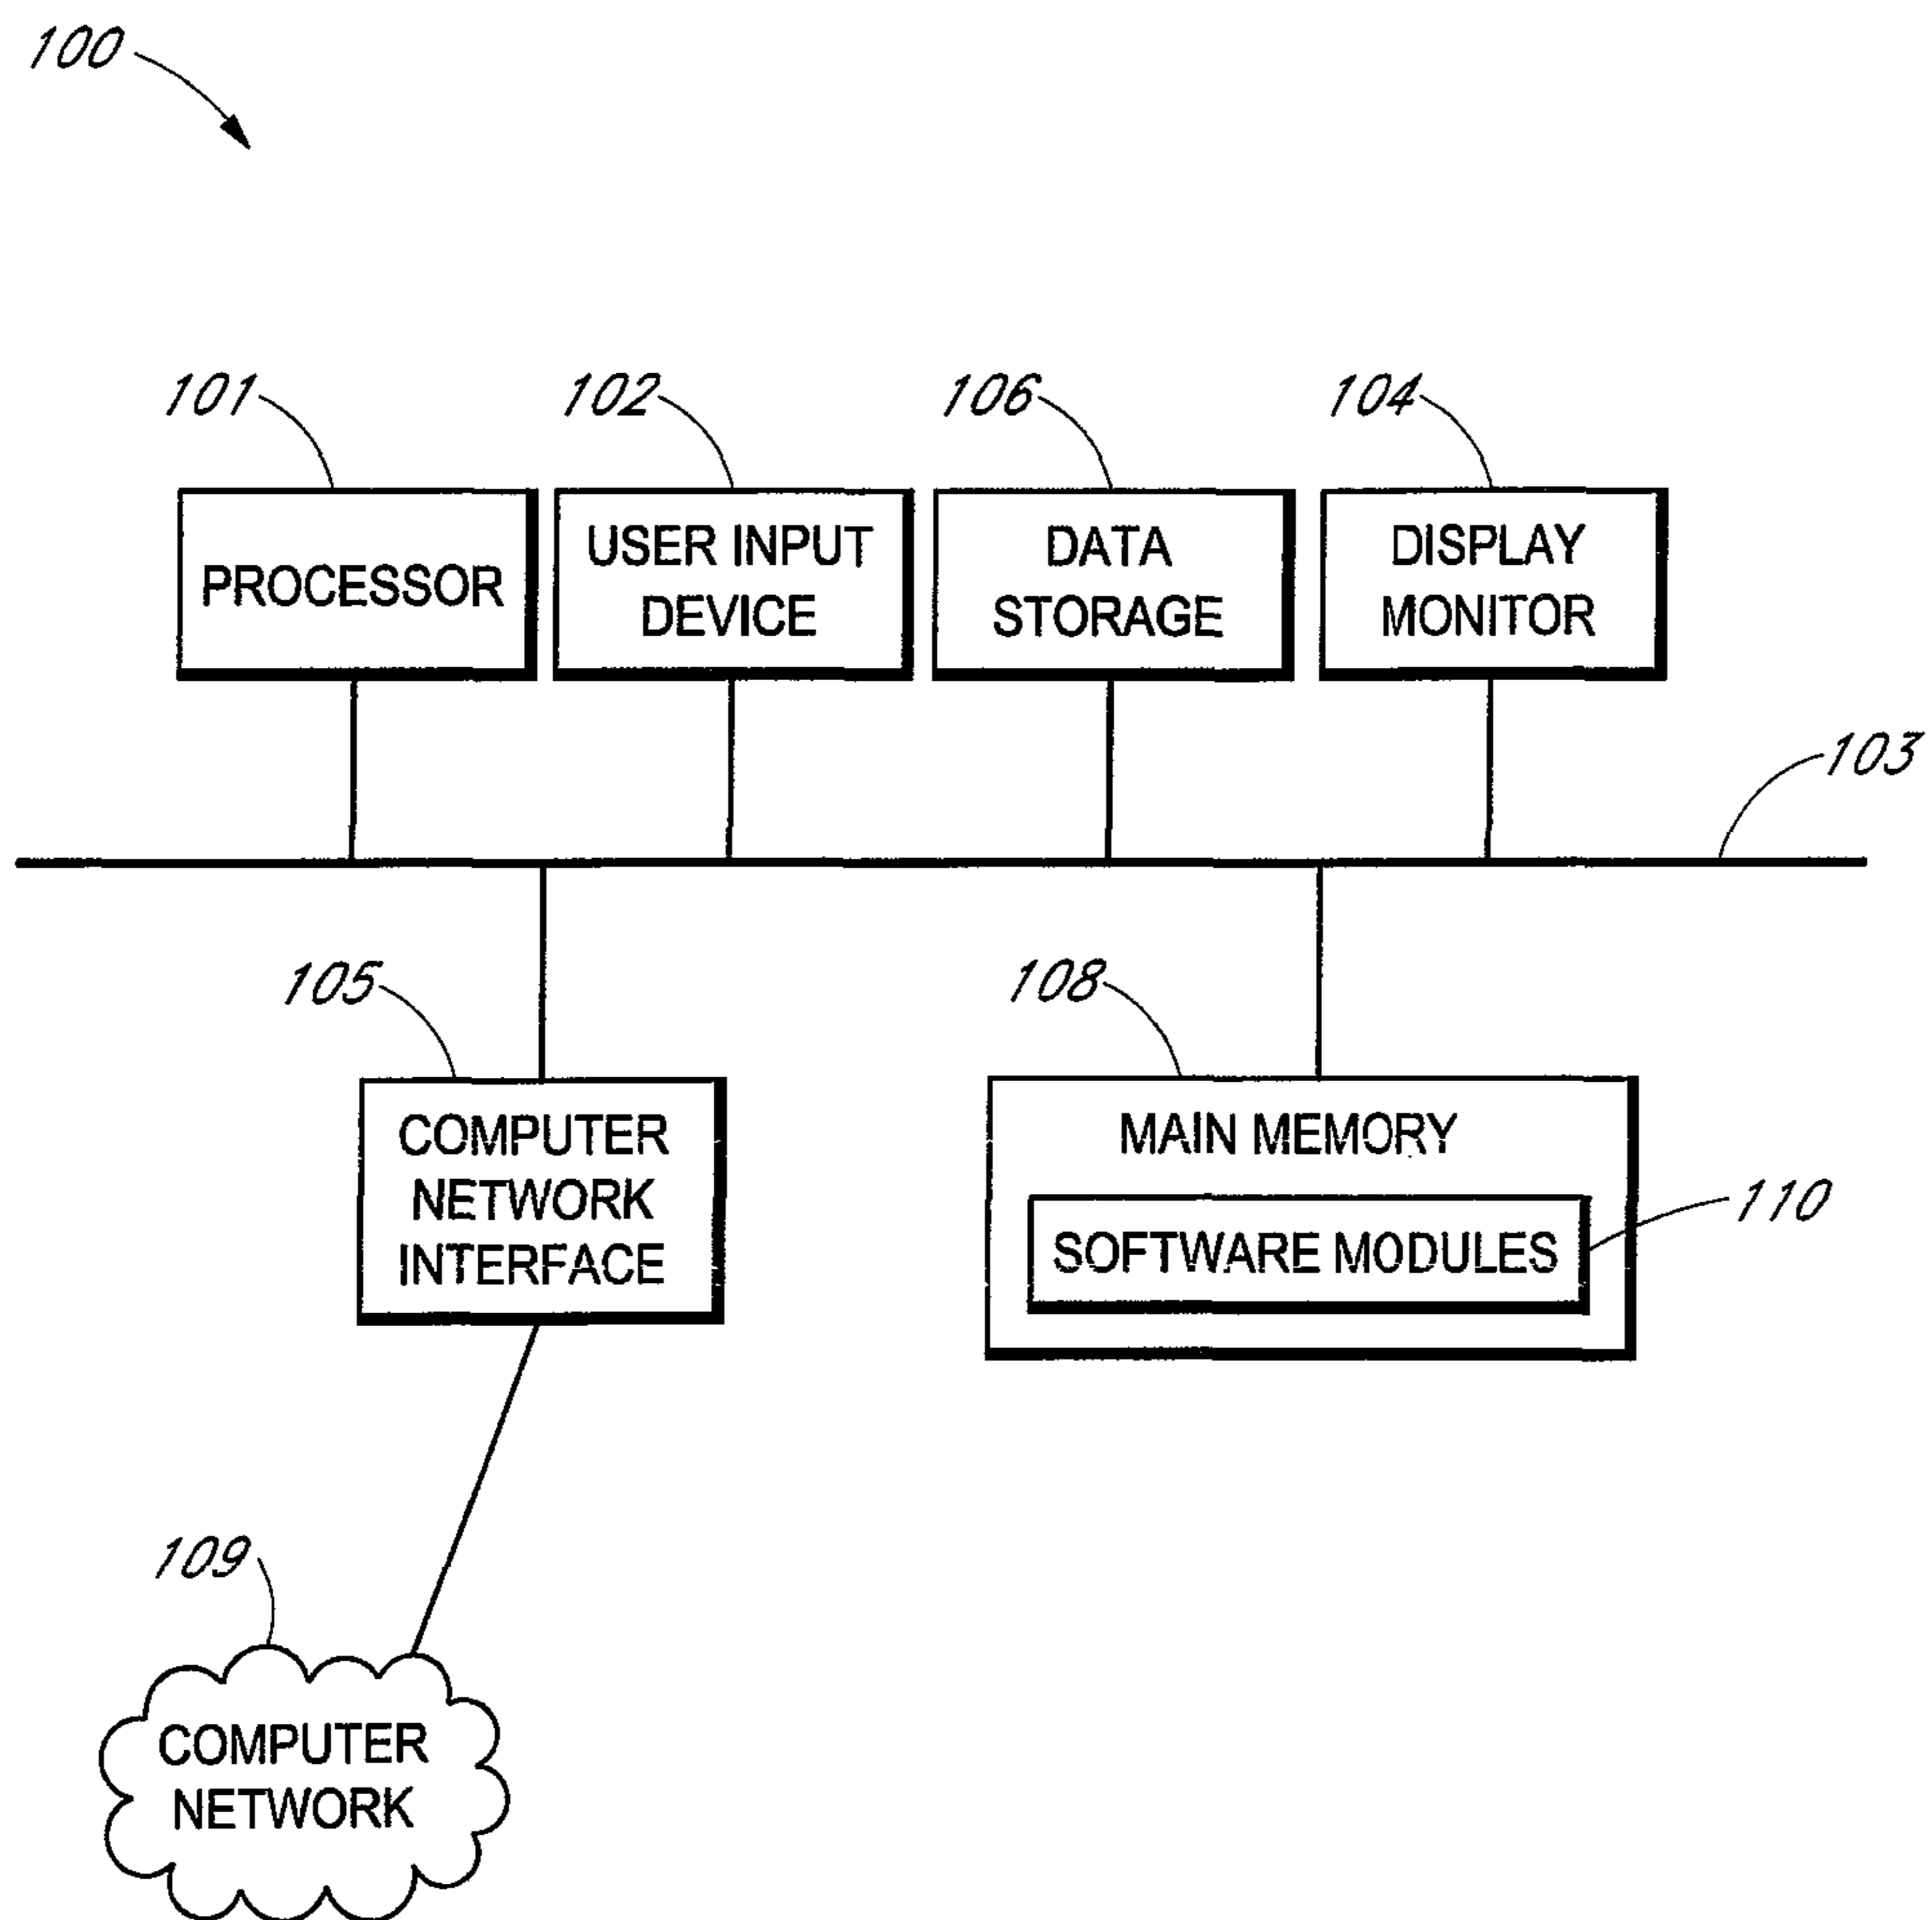 100
101
102
106
104
PROCESSOR
USER INPUT
DEVICE
DATA
STORAGE
DISPLAY
MONITOR
103
105
108
COMPUTER
NETWORK
INTERFACE
MAIN MEMORY
SOFTWARE MODULES
110
109
COMPUTER
NETWORK